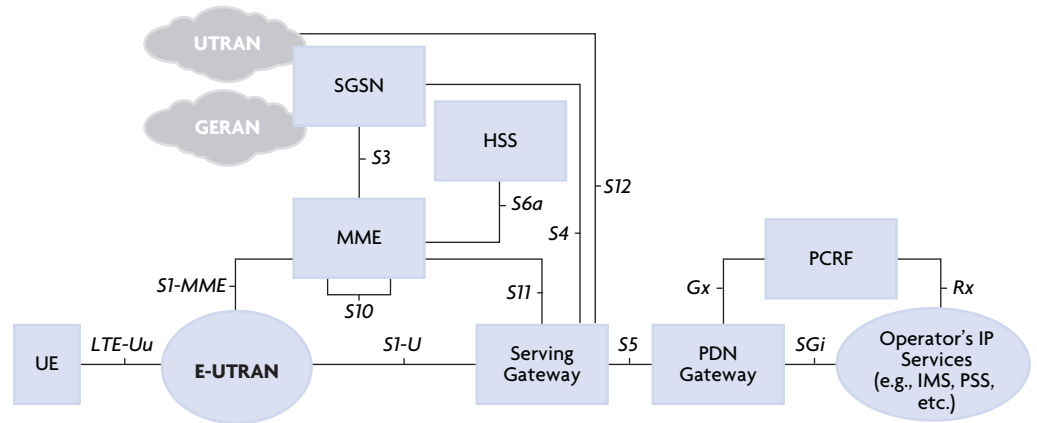 UTRAN
SGSN
GERAN
HSS
S3
S12
S6a
MME
S4
PCRF
S1-MME
S11
Gx
Rx
S10
LTE-Uu
S1-U
S5
SGi
UE
E-UTRAN
Serving
Gateway
PDN
Gateway
Operator's IP
Services
(e.g., IMS, PSS,
etc.)